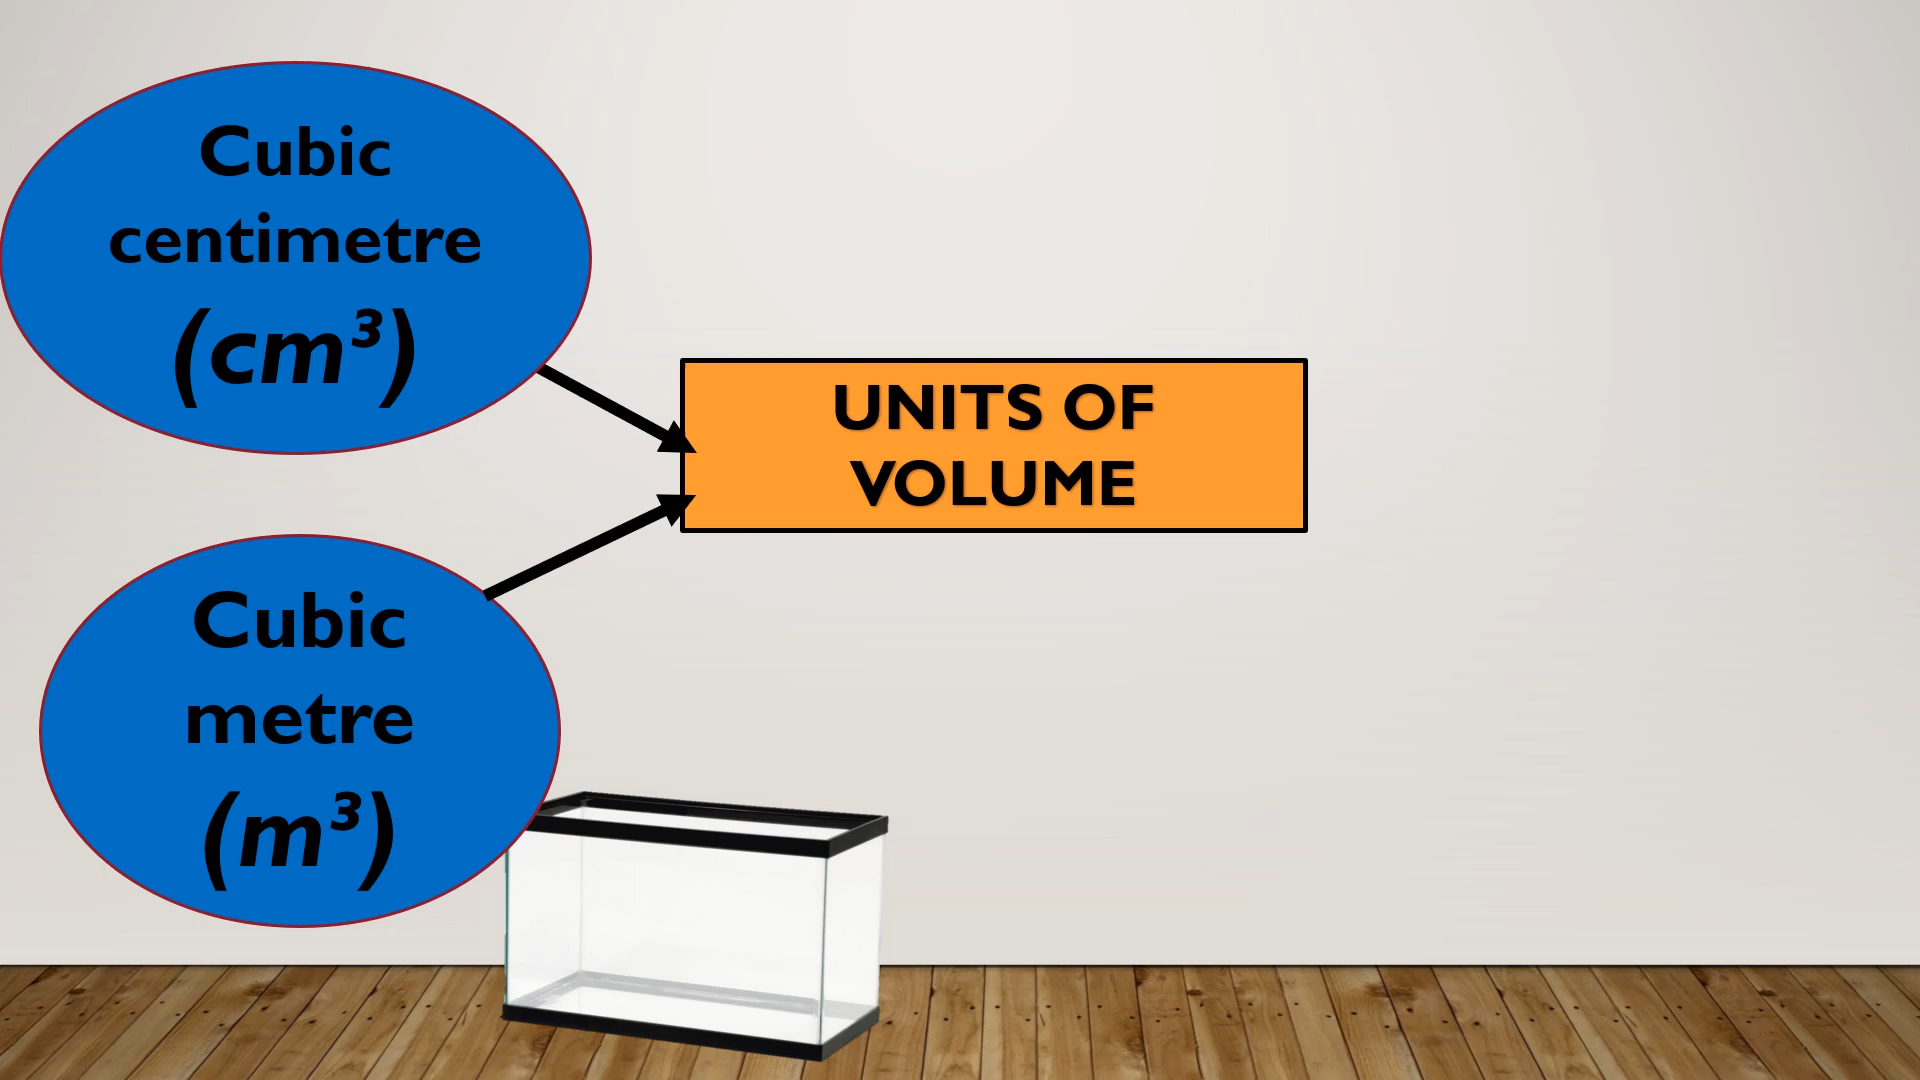 Cubic
centimetre
(cm³)
UNITS OF
VOLUME
Cubic
metre
(m³)